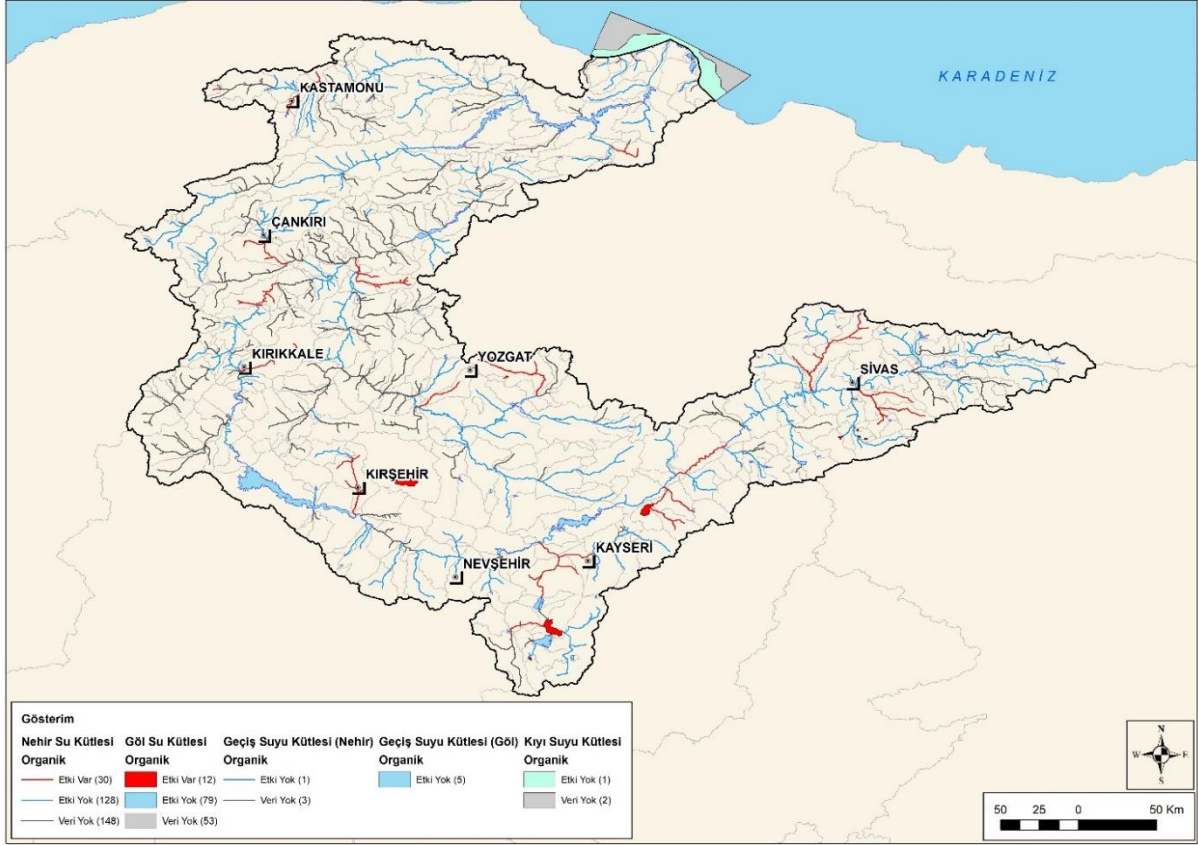 KARADENİZ
KASTAMONU
ÇANKIRI
KIRIKKALE
YOZGAT
SİVAS
KIRŞEHİR
KAYSERİ
NEVŞEHİR
Gösterim
Nehir Su Kütlesi Göl Su Kütlesi Geçiş Suyu Kütlesi (Nehir) Geçiş Suyu Kütlesi (Göl) Kıyı Suyu Kütlesi
Organik Organik Organik Organik Organik
Etki Var (30) Etki Var (12) Etki Yok (1) Etki Yok (5) Etki Yok (1)
Etki Yok (128) Etki Yok (79) Veri Yok (3) Veri Yok (2)
Veri Yok (148) Veri Yok (53)
N
W E
S
50 25 0 50 Km